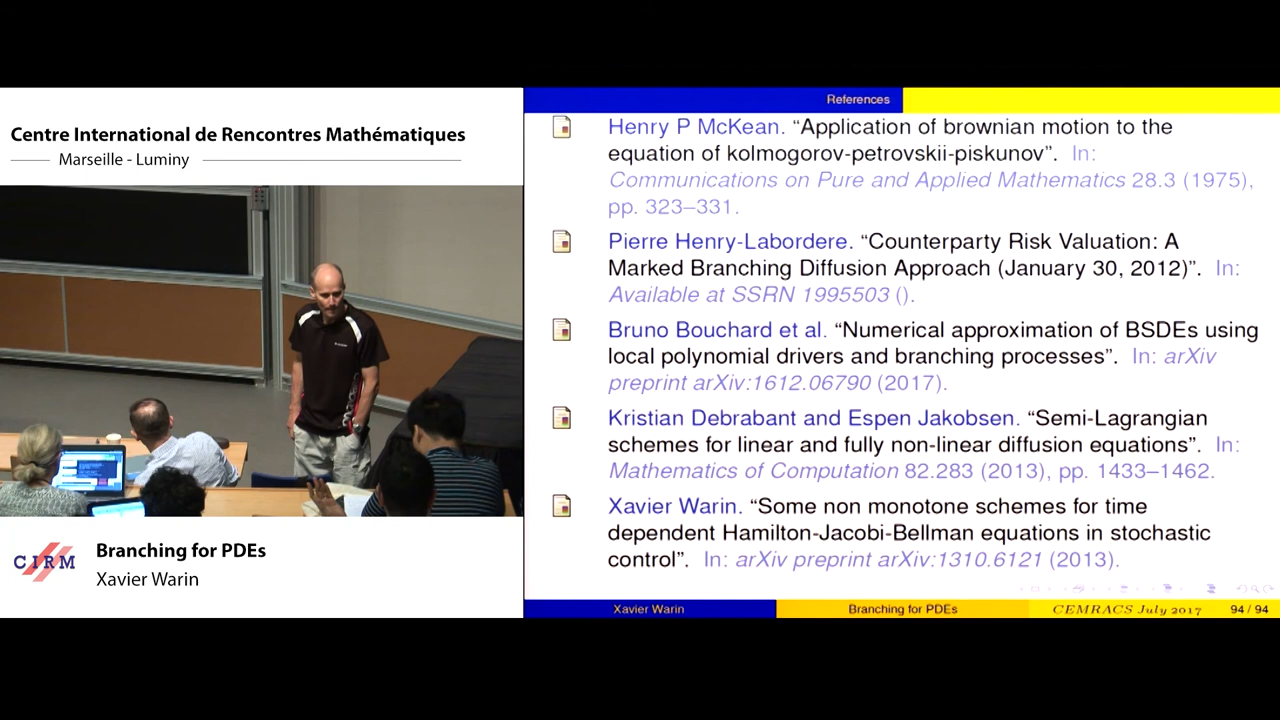 Centre International de Rencontres Mathématiques
Marseille - Luminy
CIRM
Branching for PDEs
Xavier Warin
References
Henry P McKean. “Application of brownian motion to the
equation of kolmogorov-petrovskii-piskunov”. In:
Communications on Pure and Applied Mathematics 28.3 (1975),
pp. 323–331.
Pierre Henry-Labordere. “Counterparty Risk Valuation: A
Marked Branching Diffusion Approach (January 30, 2012)”. In:
Available at SSRN 1995503 ().
Bruno Bouchard et al. “Numerical approximation of BSDEs using
local polynomial drivers and branching processes”. In: arXiv
preprint arXiv:1612.06790 (2017).
Kristian Debrabant and Espen Jakobsen. “Semi-Lagrangian
schemes for linear and fully non-linear diffusion equations”. In:
Mathematics of Computation 82.283 (2013), pp. 1433–1462.
Xavier Warin. “Some non monotone schemes for time
dependent Hamilton-Jacobi-Bellman equations in stochastic
control”. In: arXiv preprint arXiv:1310.6121 (2013).
Xavier Warin Branching for PDEs CEMRACS July 2017 94 / 94